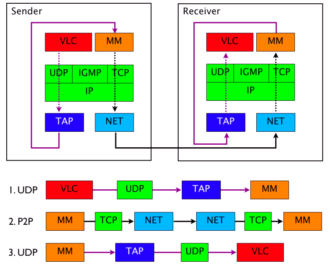 Sender
Receiver
VLC MM
VLC MM
UDP IGMP TCP
UDP IGMP TCP
IP
IP
TAP NET
TAP NET
1. UDP VLC UDP TAP MM
2. P2P MM TCP NET NET TCP MM
3. UDP MM TAP UDP VLC